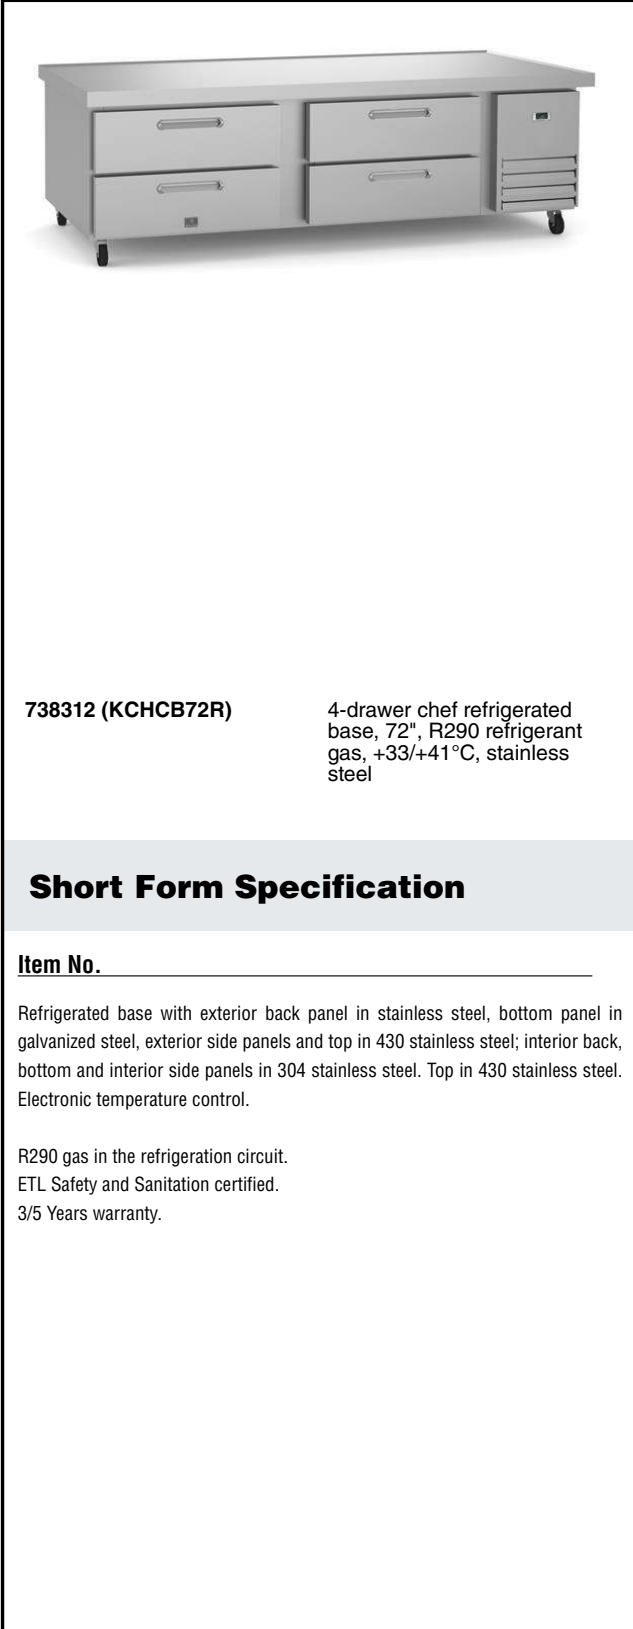 738312 (KCHCB72R)
4-drawer chef refrigerated
base, 72", R290 refrigerant
gas, +33/+41°C, stainless
steel
Short Form Specification
Item No.
Refrigerated base with exterior back panel in stainless steel, bottom panel in
galvanized steel, exterior side panels and top in 430 stainless steel; interior back,
bottom and interior side panels in 304 stainless steel. Top in 430 stainless steel.
Electronic temperature control.
R290 gas in the refrigeration circuit.
ETL Safety and Sanitation certified.
3/5 Years warranty.